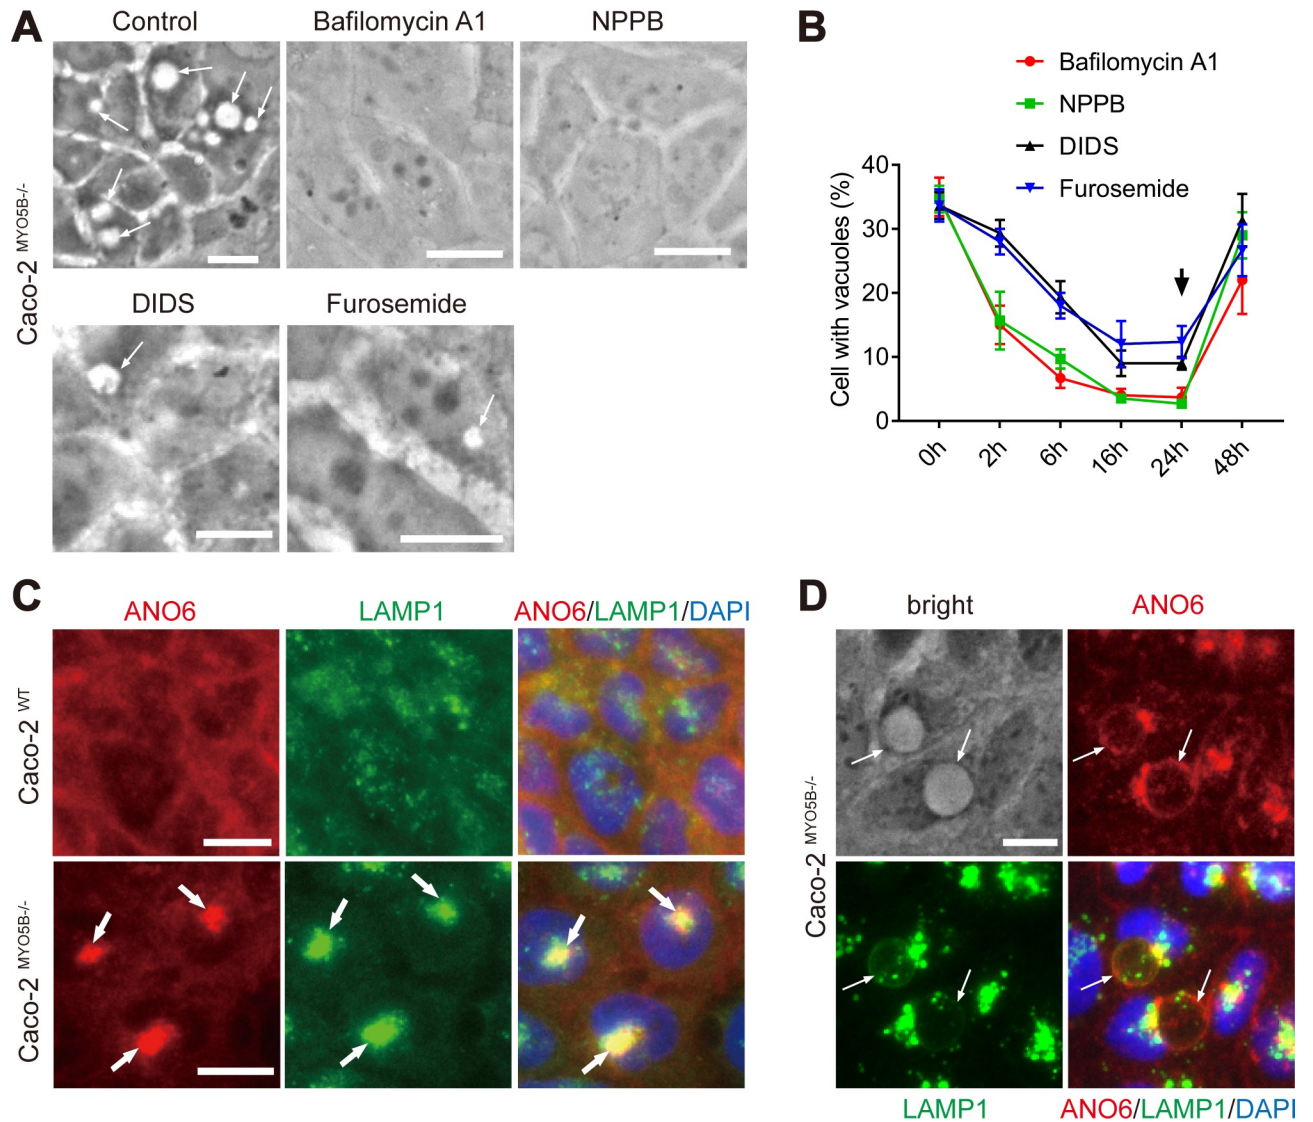 A
Control
Bafilomycin A1
NPPB
Caco-2 MYO5B-/-
DIDS
Furosemide
B
Bafilomycin A1
NPPB
DIDS
Furosemide
Cell with vacuoles (%)
40
30
20
10
0
0h
2h
6h
16h
24h
48h
C
ANO6
LAMP1
ANO6/LAMP1/DAPI
Caco-2 WT
Caco-2 MYO5B-/-
D
bright
ANO6
Caco-2 MYO5B-/-
LAMP1
ANO6/LAMP1/DAPI